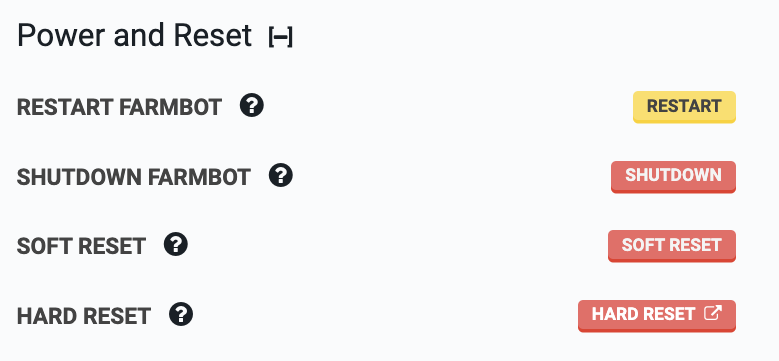 Power and Reset [–]
RESTART FARMBOT ? RESTART
SHUTDOWN FARMBOT ? SHUTDOWN
SOFT RESET ? SOFT RESET
HARD RESET ? HARD RESET